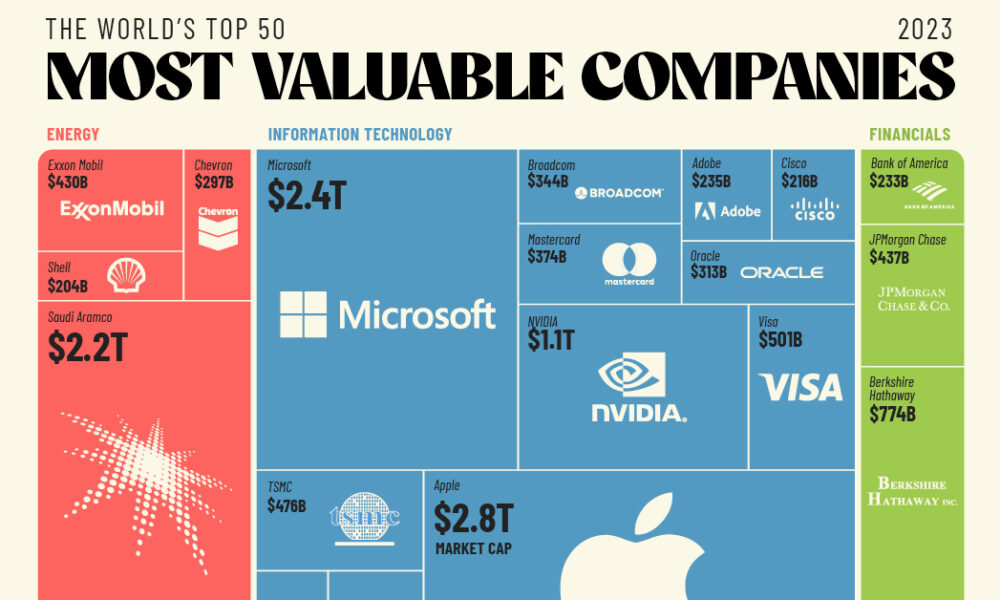 THE WORLD'S TOP 50
2023
MOST VALUABLE COMPANIES
ENERGY
INFORMATION TECHNOLOGY
FINANCIALS
Exxon Mobil
$430B
ExxonMobil
Chevron
$297B
Chevron
Shell
$204B
Saudi Aramco
$2.2T
Microsoft
$2.4T
Microsoft
Broadcom
$344B
BROADCOM
Mastercard
$374B
mastercard
Adobe
$235B
Adobe
Cisco
$216B
CISCO
Oracle
$313B
ORACLE
NVIDIA
$1.1T
NVIDIA.
Visa
$501B
VISA
TSMC
$476B
tsmc
Apple
$2.8T
MARKET CAP
Bank of America
$233B
BANK OF AMERICA
JPMorgan Chase
$437B
JPMORGAN
CHASE & CO.
Berkshire
Hathaway
$774B
BERKSHIRE
HATHAWAY INC.